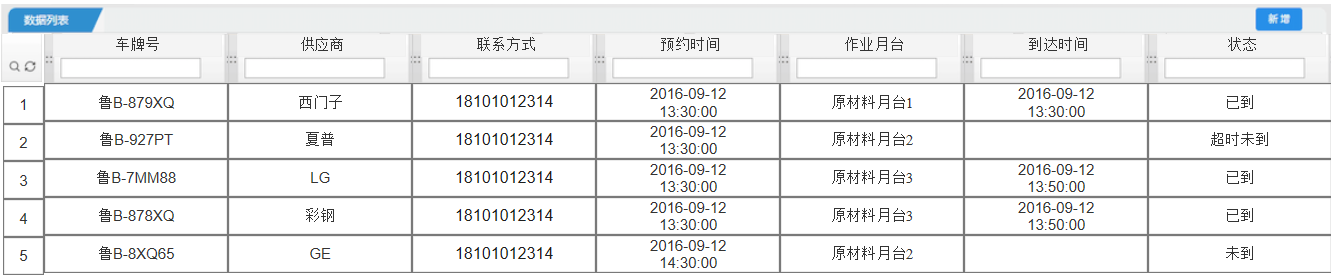 数据列表
新增
车牌号 供应商 联系方式 预约时间 作业月台 到达时间 状态
1 鲁B-879XQ 西门子 18101012314 2016-09-12 13:30:00 原材料月台1 2016-09-12 13:30:00 已到
2 鲁B-927PT 夏普 18101012314 2016-09-12 13:30:00 原材料月台2 超时未到
3 鲁B-7MM88 LG 18101012314 2016-09-12 13:30:00 原材料月台3 2016-09-12 13:50:00 已到
4 鲁B-878XQ 彩钢 18101012314 2016-09-12 13:30:00 原材料月台3 2016-09-12 13:50:00 已到
5 鲁B-8XQ65 GE 18101012314 2016-09-12 14:30:00 原材料月台2 未到